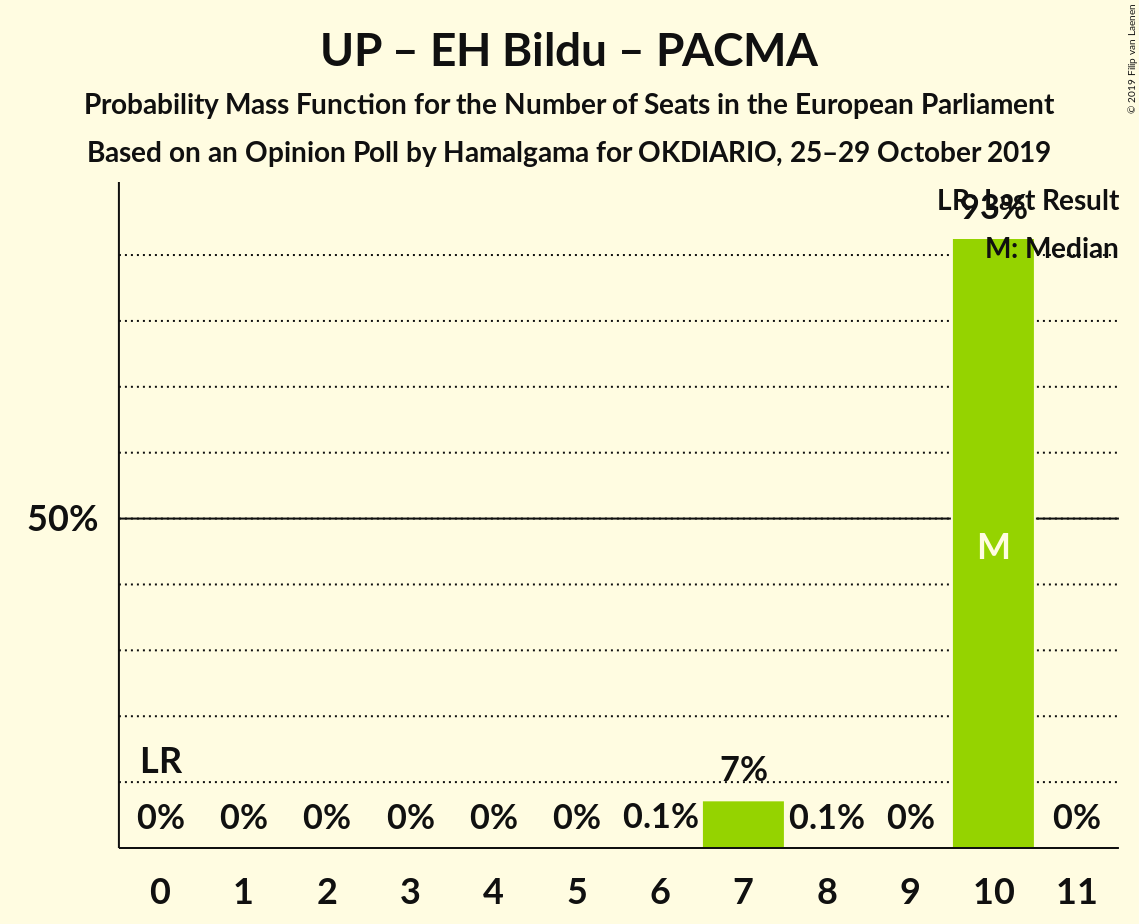 UP – EH Bildu – PACMA
Probability Mass Function for the Number of Seats in the European Parliament
Based on an Opinion Poll by Hamalgama for OKDIARIO, 25–29 October 2019
© 2019 Filip van Laenen
LR: Last Result
93%
M: Median
50%
M
LR
7%
0% 0% 0% 0% 0% 0% 0.1% 0.1% 0% 0%
0 1 2 3 4 5 6 7 8 9 10 11